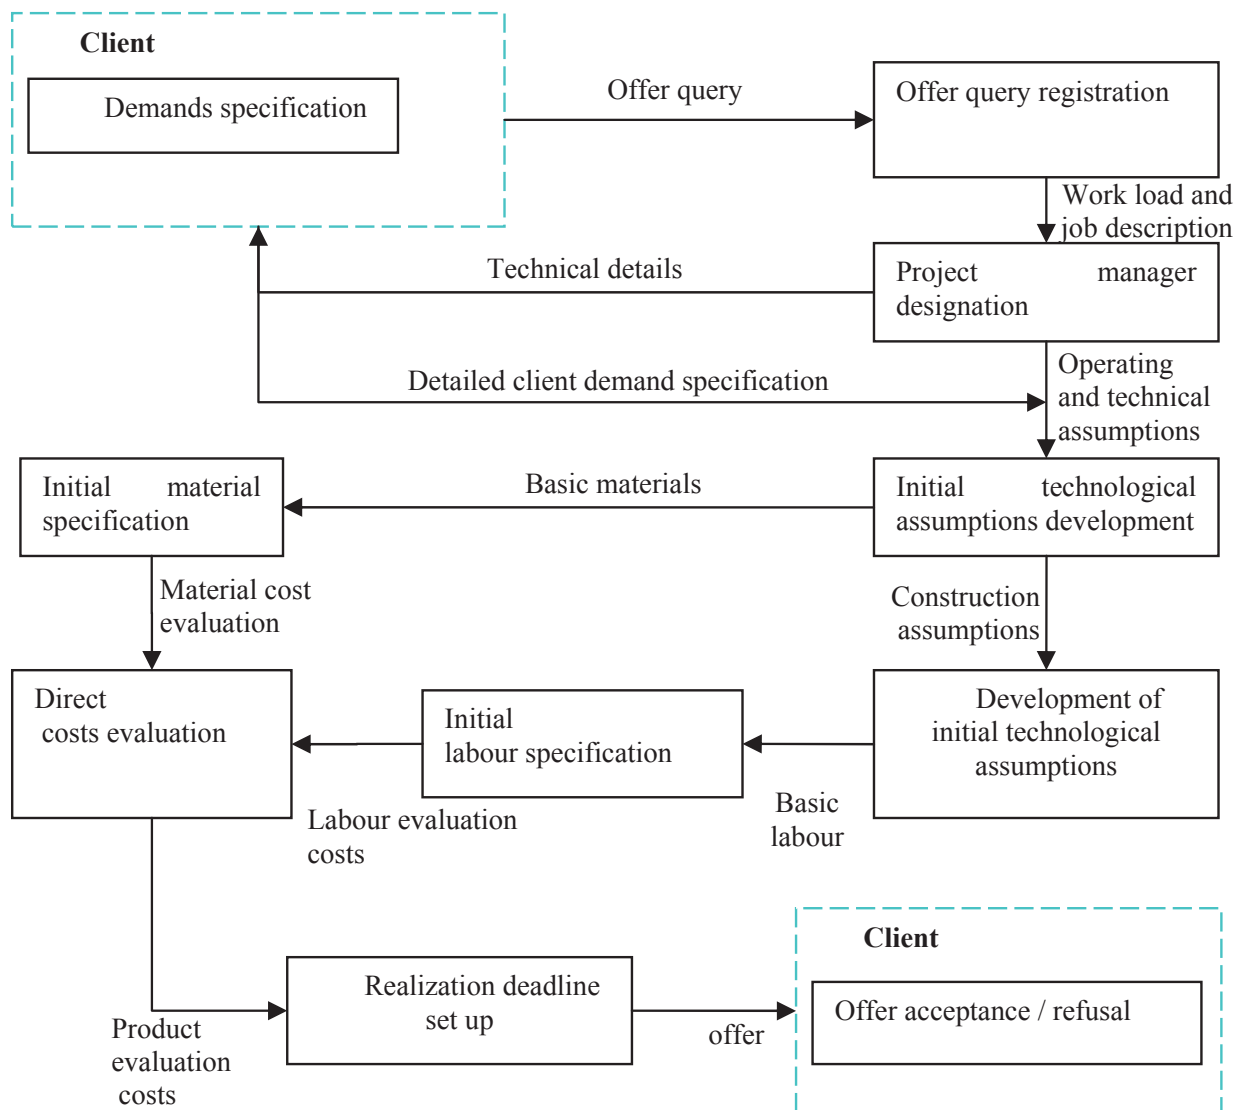 Client
Demands specification
Offer query
Offer query registration
Work load and
job description
Technical details
Project manager
designation
Detailed client demand specification
Operating
and technical
assumptions
Initial material
specification
Basic materials
Initial technological
assumptions development
Material cost
evaluation
Construction
assumptions
Direct
costs evaluation
Initial
labour specification
Development of
initial technological
assumptions
Labour evaluation
costs
Basic
labour
Client
Realization deadline
set up
offer
Offer acceptance / refusal
Product
evaluation
costs